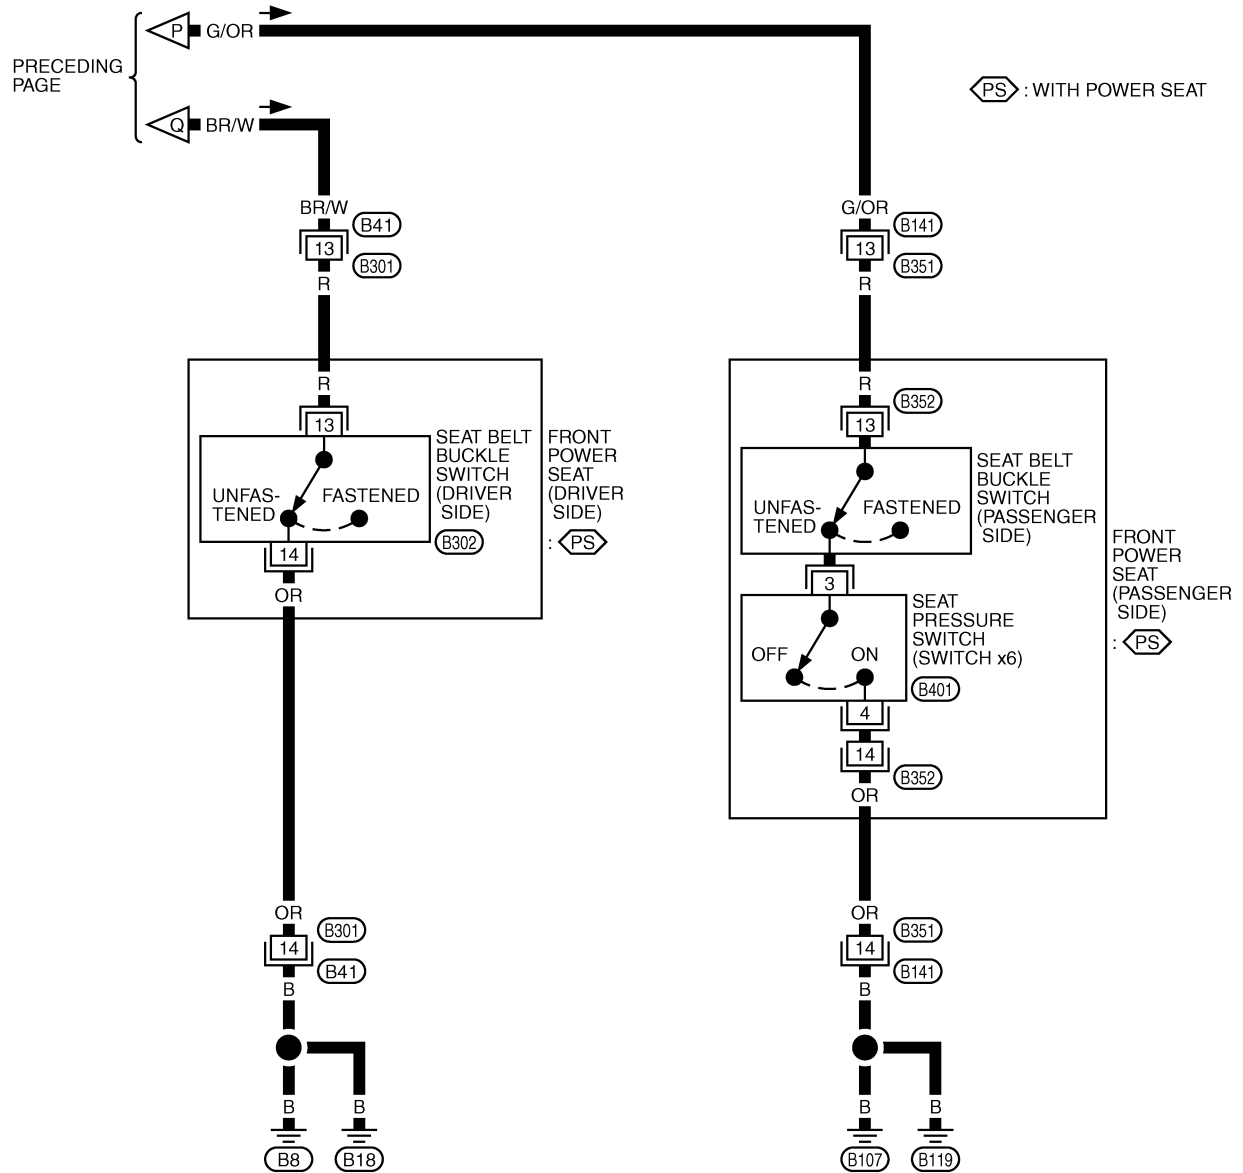 PRECEDING
PAGE
P
G/OR
Q
BR/W
PS : WITH POWER SEAT
BR/W
B41
13
B301
R
G/OR
B141
13
B351
R
R
13
SEAT BELT
BUCKLE
SWITCH
(DRIVER
SIDE)
B302
UNFAS-
TENED
FASTENED
14
OR
FRONT
POWER
SEAT
(DRIVER
SIDE)
: PS
R
B352
13
SEAT BELT
BUCKLE
SWITCH
(PASSENGER
SIDE)
UNFAS-
TENED
FASTENED
3
SEAT
PRESSURE
SWITCH
(SWITCH x6)
B401
OFF
ON
4
14
B352
OR
FRONT
POWER
SEAT
(PASSENGER
SIDE)
: PS
OR
B301
14
B41
B
B
B
B8
B18
OR
B351
14
B141
B
B
B
B107
B119